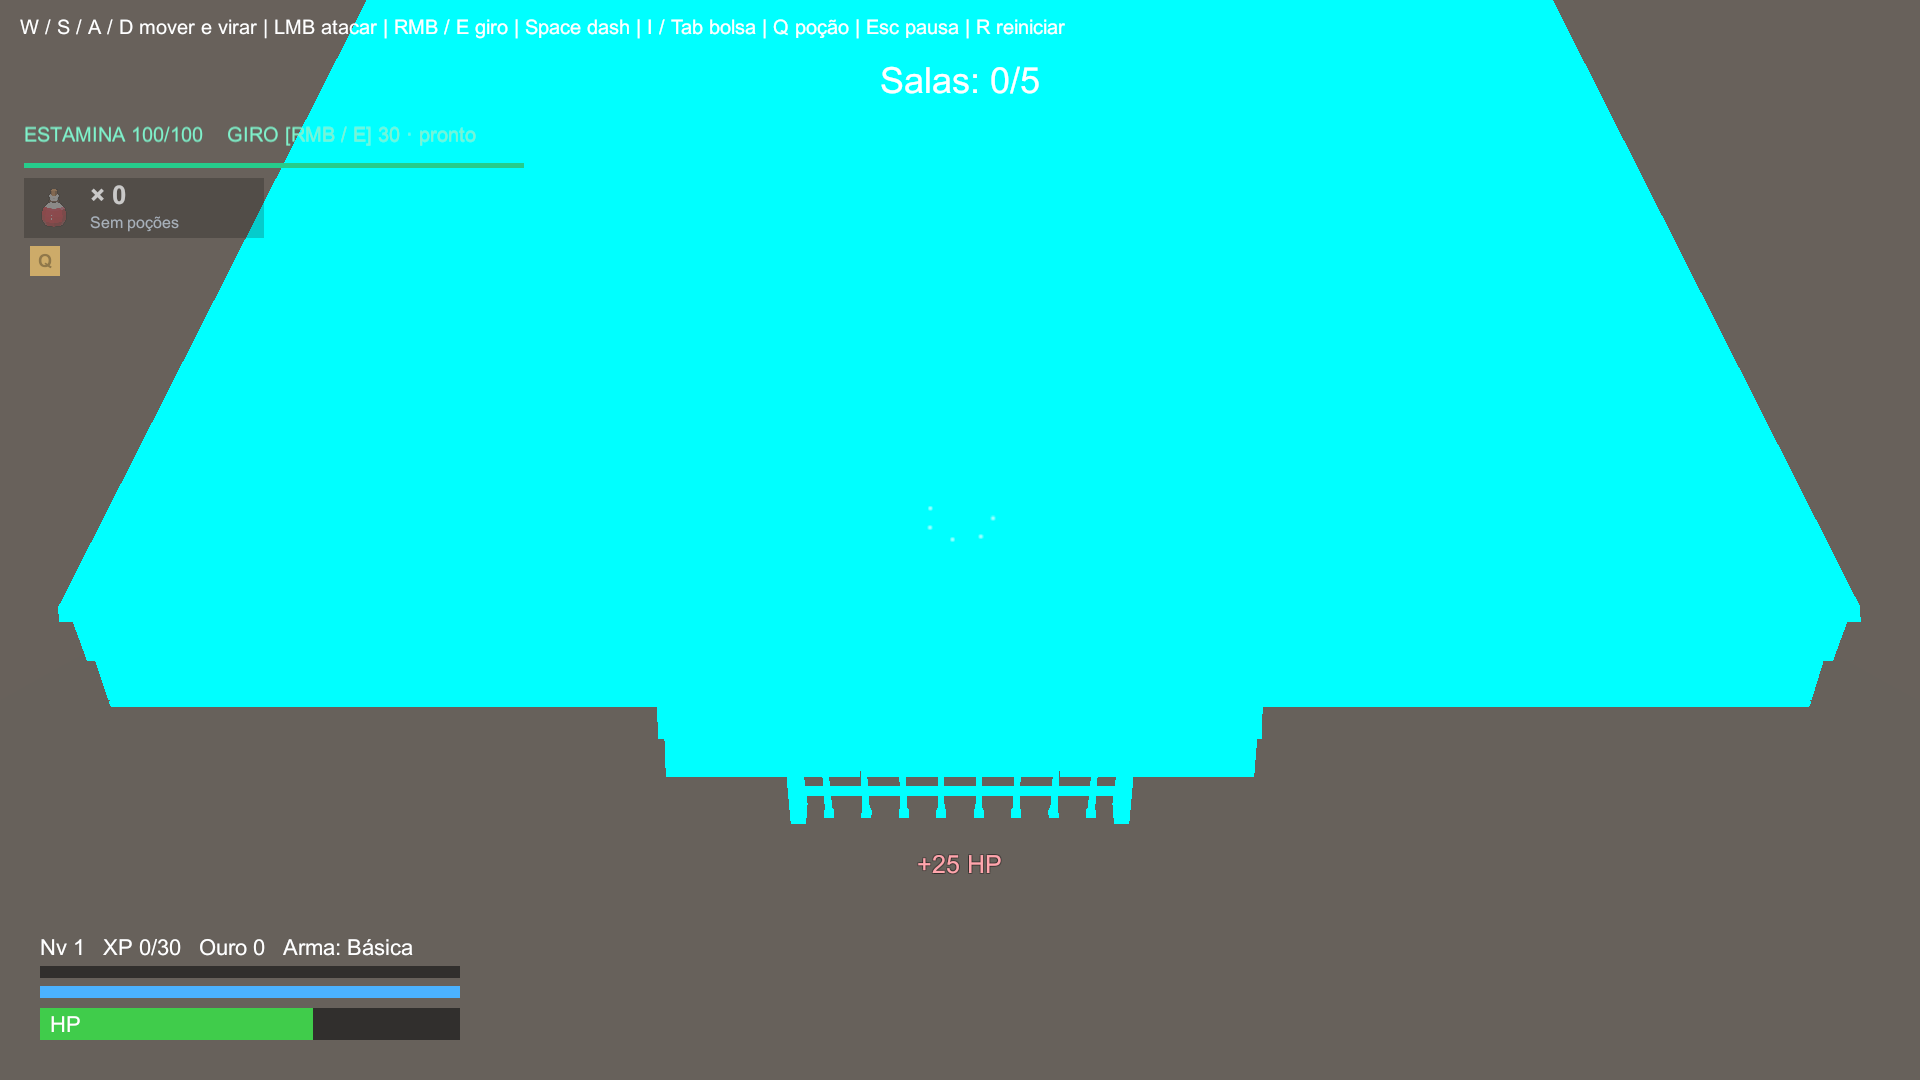 W / S / A / D mover e virar | LMB atacar | RMB / E giro | Space dash | I / Tab bolsa | Q poção | Esc pausa | R reiniciar
Salas: 0/5
ESTAMINA 100/100 GIRO [RMB / E] 30 · pronto
× 0
Sem poções
Q
+25 HP
Nv 1 XP 0/30 Ouro 0 Arma: Básica
HP